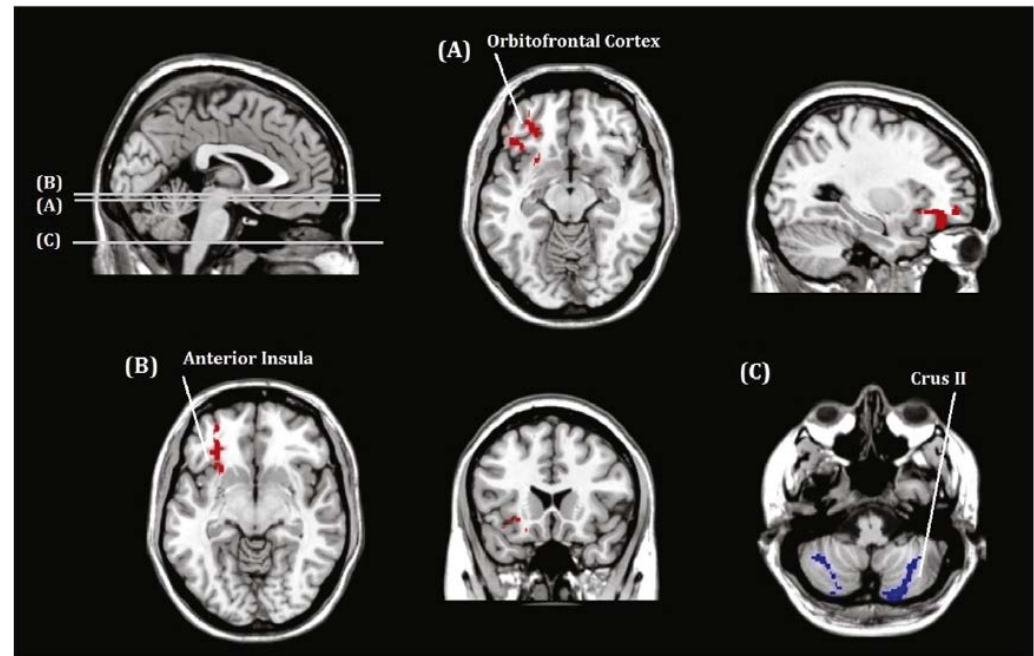 (A)
Orbitofrontal Cortex
(B)
(A)
(C)
(B)
Anterior Insula
(C)
Crus II